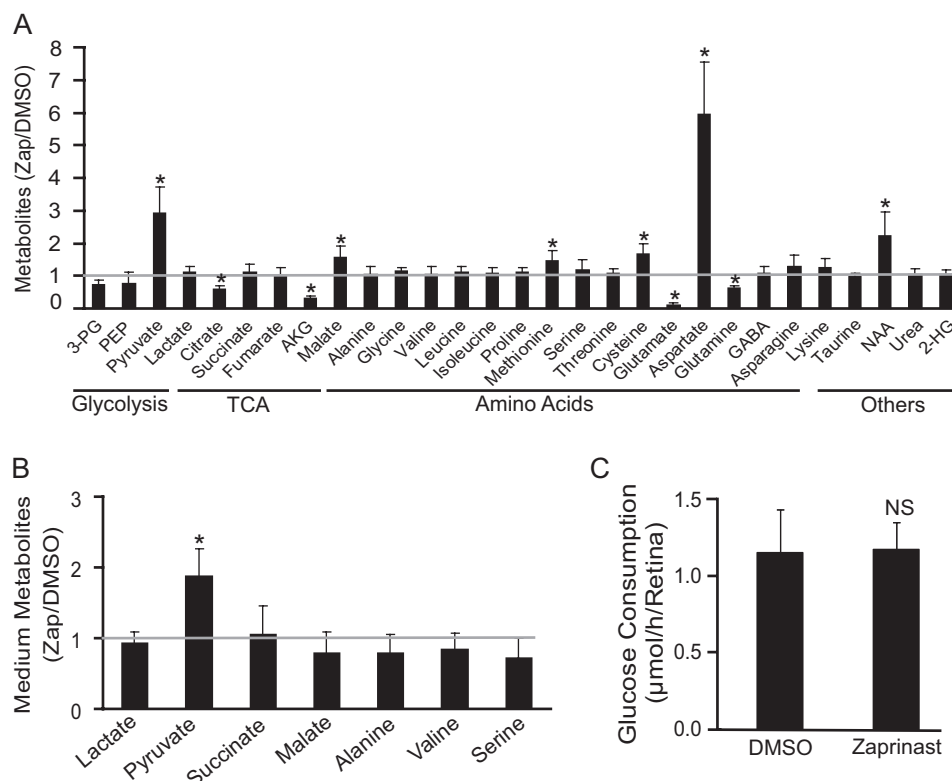 A
Metabolites (Zap/DMSO)
8
7
6
5
4
3
2
1
0
* * * * * * * * * * *
3-PG
PEP
Pyruvate
Lactate
Citrate
Succinate
Fumarate
AKG
Malate
Alanine
Glycine
Valine
Leucine
Isoleucine
Proline
Methionine
Serine
Threonine
Cysteine
Glutamate
Aspartate
Glutamine
GABA
Asparagine
Lysine
Taurine
NAA
Urea
2-HG
Glycolysis TCA Amino Acids Others
B
Medium Metabolites
(Zap/DMSO)
3
2
1
0
*
Lactate
Pyruvate
Succinate
Malate
Alanine
Valine
Serine
C
Glucose Consumption
(μmol/h/Retina)
1.5
1.0
0.5
0.0
NS
DMSO Zaprinast